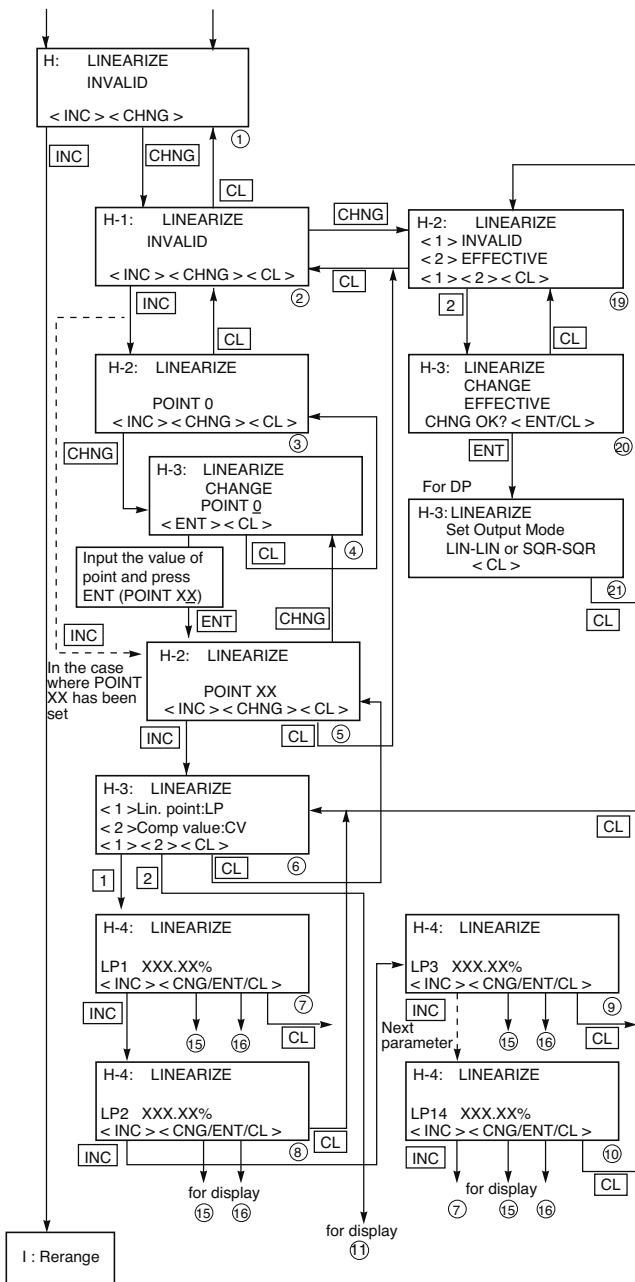 H: LINEARIZE
INVALID
< INC > < CHNG >
1
INC
CHNG
CL
H-1: LINEARIZE
INVALID
< INC > < CHNG > < CL >
2
CHNG
CL
H-2: LINEARIZE
< 1 > INVALID
< 2 > EFFECTIVE
< 1 > < 2 > < CL >
19
INC
CL
2
CL
H-2: LINEARIZE
POINT 0
< INC > < CHNG > < CL >
3
H-3: LINEARIZE
CHANGE
EFFECTIVE
CHNG OK? < ENT/CL >
20
CHNG
ENT
H-3: LINEARIZE
CHANGE
POINT 0
< ENT > < CL >
4
For DP
H-3: LINEARIZE
Set Output Mode
LIN-LIN or SQR-SQR
< CL >
21
CL
Input the value of
point and press
ENT (POINT XX)
CL
ENT
CHNG
INC
In the case
where POINT
XX has been
set
H-2: LINEARIZE
POINT XX
< INC > < CHNG > < CL >
5
INC
CL
H-3: LINEARIZE
< 1 >Lin. point:LP
< 2 >Comp value:CV
< 1 > < 2 > < CL >
6
CL
1
2
CL
H-4: LINEARIZE
LP1 XXX.XX%
< INC > < CNG/ENT/CL >
7
INC
15
16
CL
H-4: LINEARIZE
LP3 XXX.XX%
< INC > < CNG/ENT/CL >
9
INC
Next
parameter
15
16
CL
H-4: LINEARIZE
LP2 XXX.XX%
< INC > < CNG/ENT/CL >
8
CL
INC
for display
15
16
H-4: LINEARIZE
LP14 XXX.XX%
< INC > < CNG/ENT/CL >
10
INC
CL
for display
7
15
16
for display
11
I : Rerange